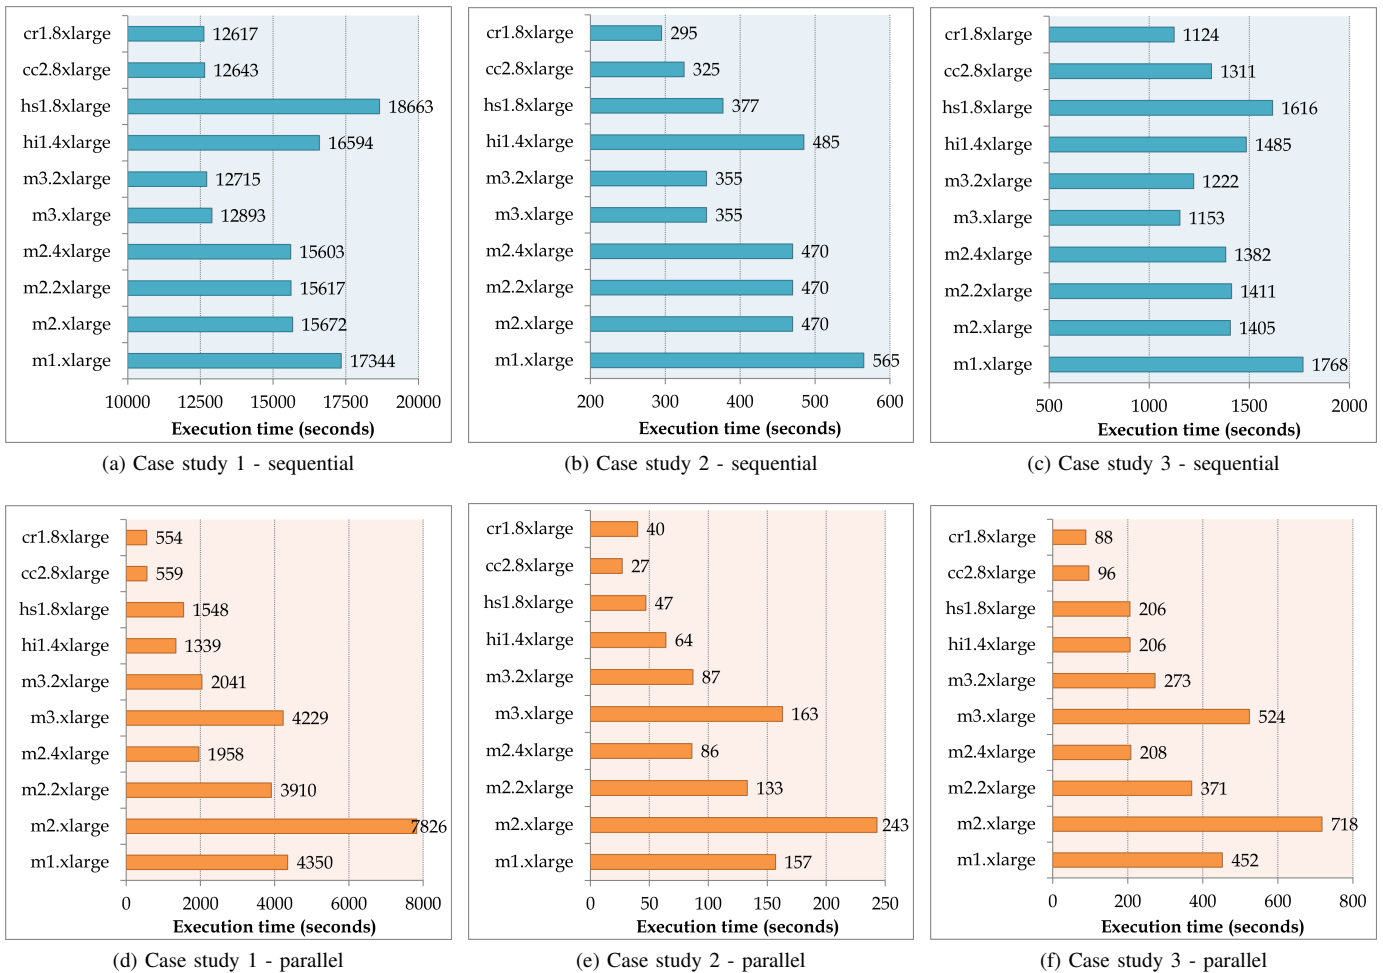 cr1.8xlarge 12617
cc2.8xlarge 12643
hs1.8xlarge 18663
hi1.4xlarge 16594
m3.2xlarge 12715
m3.xlarge 12893
m2.4xlarge 15603
m2.2xlarge 15617
m2.xlarge 15672
m1.xlarge 17344
10000 12500 15000 17500 20000
Execution time (seconds)
(a) Case study 1 - sequential
cr1.8xlarge 295
cc2.8xlarge 325
hs1.8xlarge 377
hi1.4xlarge 485
m3.2xlarge 355
m3.xlarge 355
m2.4xlarge 470
m2.2xlarge 470
m2.xlarge 470
m1.xlarge 565
200 300 400 500 600
Execution time (seconds)
(b) Case study 2 - sequential
cr1.8xlarge 1124
cc2.8xlarge 1311
hs1.8xlarge 1616
hi1.4xlarge 1485
m3.2xlarge 1222
m3.xlarge 1153
m2.4xlarge 1382
m2.2xlarge 1411
m2.xlarge 1405
m1.xlarge 1768
500 1000 1500 2000
Execution time (seconds)
(c) Case study 3 - sequential
cr1.8xlarge 554
cc2.8xlarge 559
hs1.8xlarge 1548
hi1.4xlarge 1339
m3.2xlarge 2041
m3.xlarge 4229
m2.4xlarge 1958
m2.2xlarge 3910
m2.xlarge 7826
m1.xlarge 4350
0 2000 4000 6000 8000
Execution time (seconds)
(d) Case study 1 - parallel
cr1.8xlarge 40
cc2.8xlarge 27
hs1.8xlarge 47
hi1.4xlarge 64
m3.2xlarge 87
m3.xlarge 163
m2.4xlarge 86
m2.2xlarge 133
m2.xlarge 243
m1.xlarge 157
0 50 100 150 200 250
Execution time (seconds)
(e) Case study 2 - parallel
cr1.8xlarge 88
cc2.8xlarge 96
hs1.8xlarge 206
hi1.4xlarge 206
m3.2xlarge 273
m3.xlarge 524
m2.4xlarge 208
m2.2xlarge 371
m2.xlarge 718
m1.xlarge 452
0 200 400 600 800
Execution time (seconds)
(f) Case study 3 - parallel